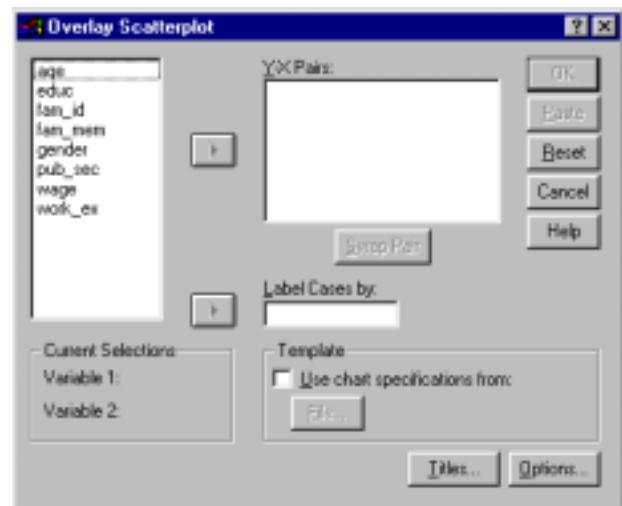 Overlay Scatterplot
age
educ
fam_id
fam_mem
gender
pub_sec
wage
work_ex
Y-X Pairs:
Swap Pair
Label Cases by:
OK
Paste
Reset
Cancel
Help
Current Selections
Variable 1:
Variable 2:
Template
Use chart specifications from:
File...
Titles...
Options...